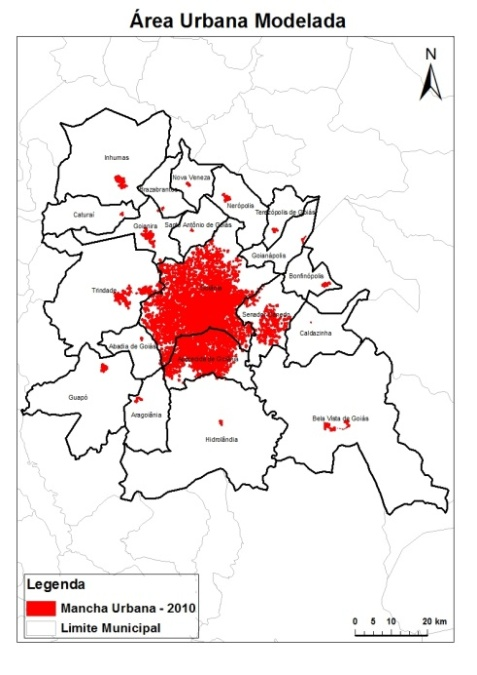 Área Urbana Modelada
N
Inhumas
Nova Veneza
Brazabrantes
Nerópolis
Caturaí
Terezópolis de Goiás
Goianira
Santo Antônio de Goiás
Goianápolis
Bonfinópolis
Trindade
Goiânia
Senador Canedo
Caldazinha
Abadia de Goiás
Aparecida de Goiânia
Guapó
Aragoiânia
Bela Vista de Goiás
Hidrolândia
Legenda
Mancha Urbana - 2010
Limite Municipal
0 5 10 20 km